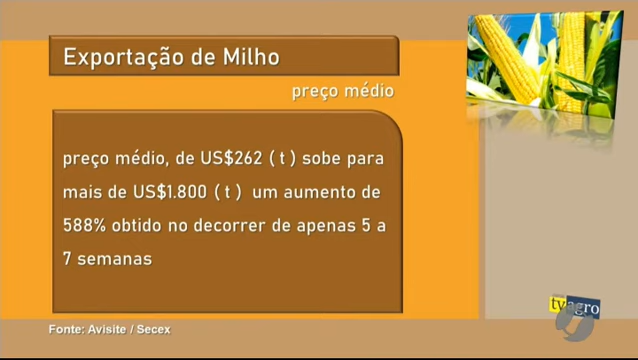 Exportação de Milho
preço médio
preço médio, de US$262 ( t ) sobe para
mais de US$1.800 ( t ) um aumento de
588% obtido no decorrer de apenas 5 a
7 semanas
tvagro
Fonte: Avisite / Secex